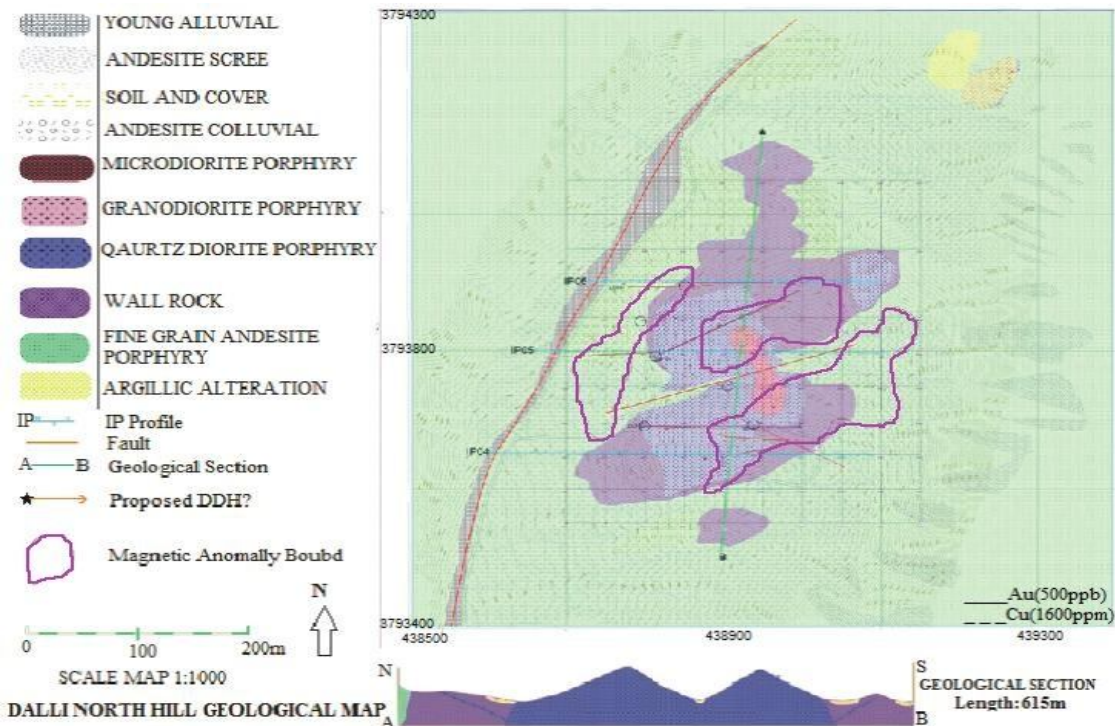 YOUNG ALLUVIAL
ANDESITE SCREE
SOIL AND COVER
ANDESITE COLLUVIAL
MICRODIORITE PORPHYRY
GRANODIORITE PORPHYRY
QAURTZ DIORITE PORPHYRY
WALL ROCK
FINE GRAIN ANDESITE
PORPHYRY
ARGILLIC ALTERATION
IP IP Profile
Fault
A B Geological Section
Proposed DDH?
Magnetic Anomally Boubd
N
0 100 200m
SCALE MAP 1:1000
DALLI NORTH HILL GEOLOGICAL MAP
3794300
3793800
3793400
438500 438900 439300
IP06
IP05
IP04
Au(500ppb)
Cu(1600ppm)
N S
A B
GEOLOGICAL SECTION
Length:615m